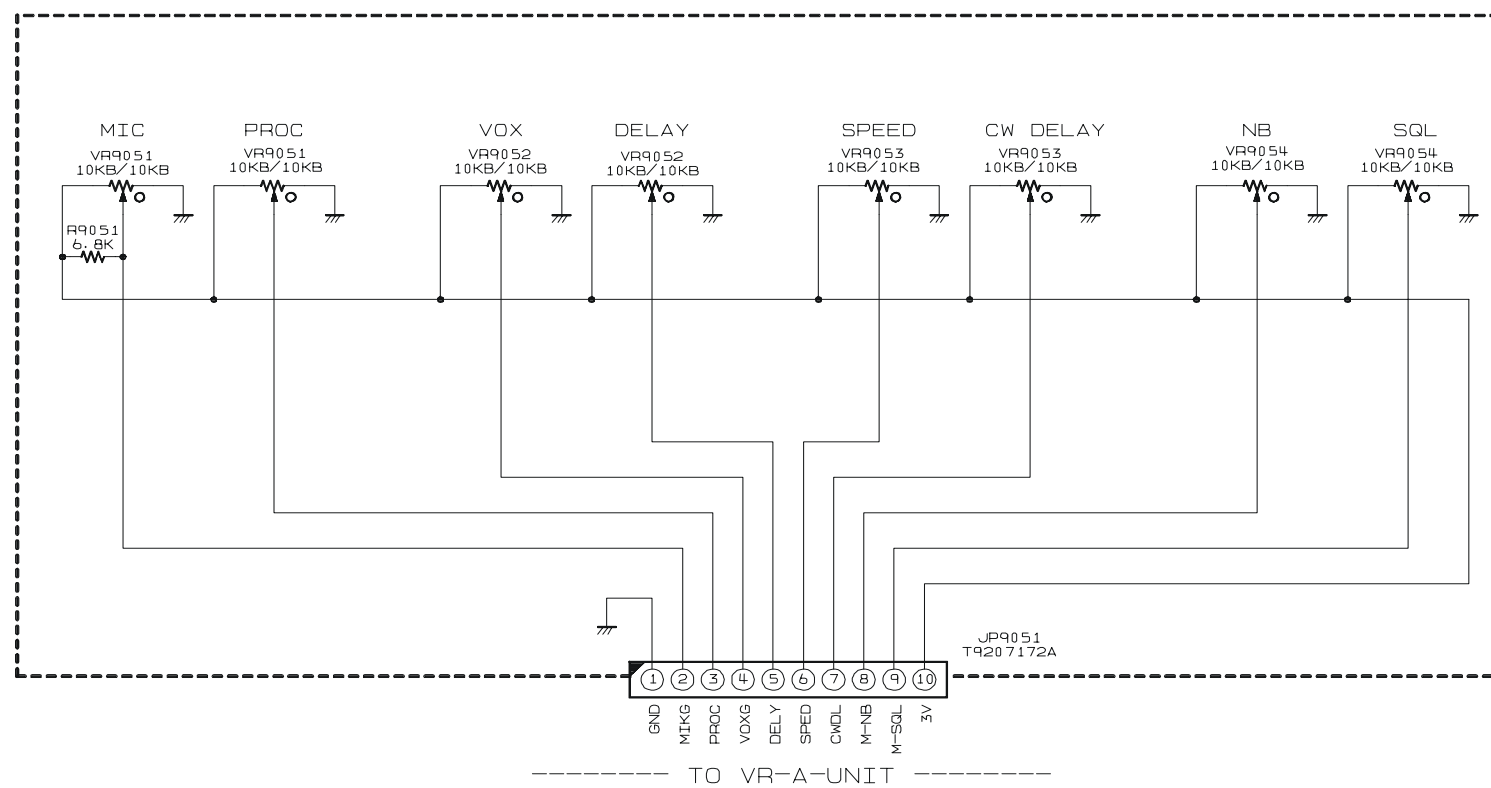 MIC PROC VOX DELAY SPEED CW DELAY NB SQL
VR9051 VR9051 VR9052 VR9052 VR9053 VR9053 VR9054 VR9054
10KB/10KB 10KB/10KB 10KB/10KB 10KB/10KB 10KB/10KB 10KB/10KB 10KB/10KB 10KB/10KB
R9051
6.8K
JP9051
T9207172A
1 2 3 4 5 6 7 8 9 10
GND MIKG PROC VOXG DELY SPED CWDL M-NB M-SQL 3V
TO VR-A-UNIT